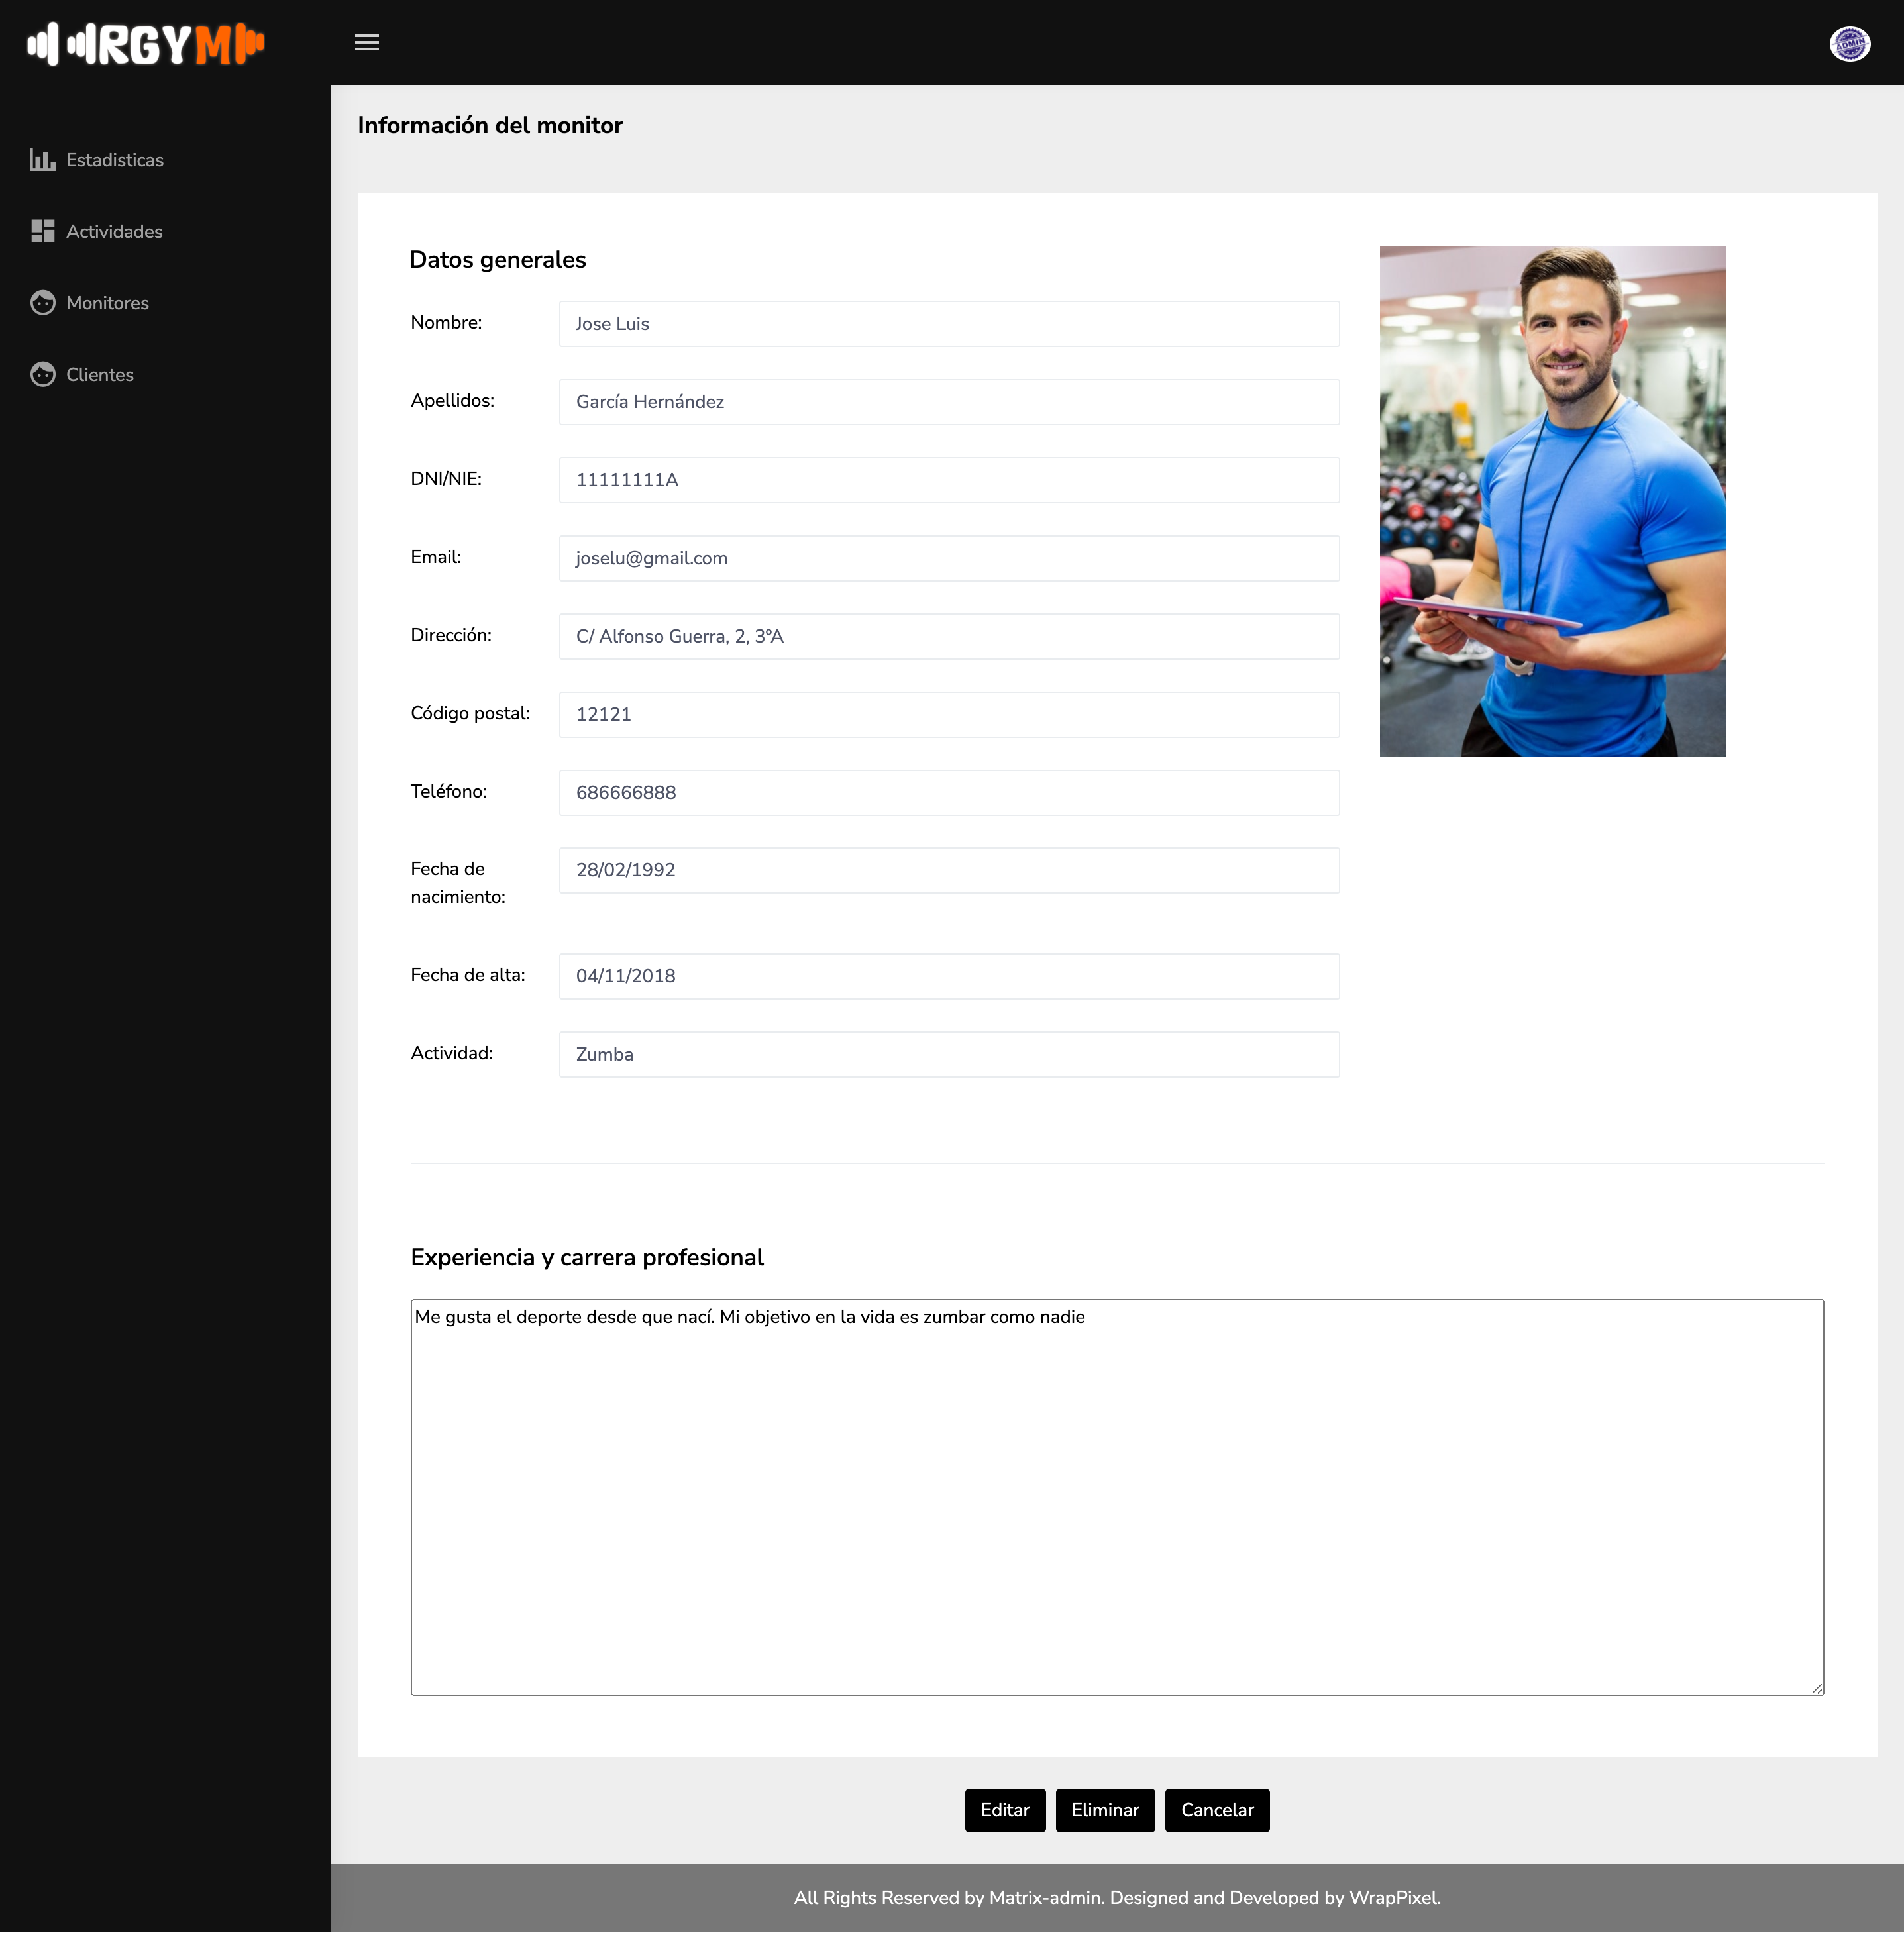 RGYM
ADMIN
Información del monitor
Estadisticas
Actividades
Monitores
Clientes
Datos generales
Nombre:
Jose Luis
Apellidos:
García Hernández
DNI/NIE:
11111111A
Email:
joselu@gmail.com
Dirección:
C/ Alfonso Guerra, 2, 3ºA
Código postal:
12121
Teléfono:
686666888
Fecha de
nacimiento:
28/02/1992
Fecha de alta:
04/11/2018
Actividad:
Zumba
Experiencia y carrera profesional
Me gusta el deporte desde que nací. Mi objetivo en la vida es zumbar como nadie
Editar
Eliminar
Cancelar
All Rights Reserved by Matrix-admin. Designed and Developed by WrapPixel.